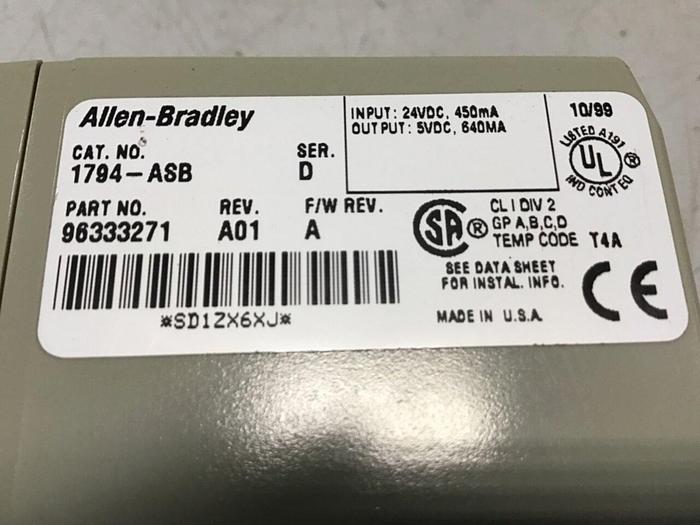 Allen-Bradley
CAT. NO. SER.
1794-ASB D
PART NO. REV. F/W REV.
96333271 A01 A
*SD1ZX6XJ*
INPUT: 24VDC, 450mA
OUTPUT: 5VDC, 640MA
10/99
LISTED A191
UL ®
IND CONT EQ
SA ® CL I DIV 2
GP A,B,C,D
TEMP CODE T4A
SEE DATA SHEET
FOR INSTAL. INFO.
CE
MADE IN U.S.A.